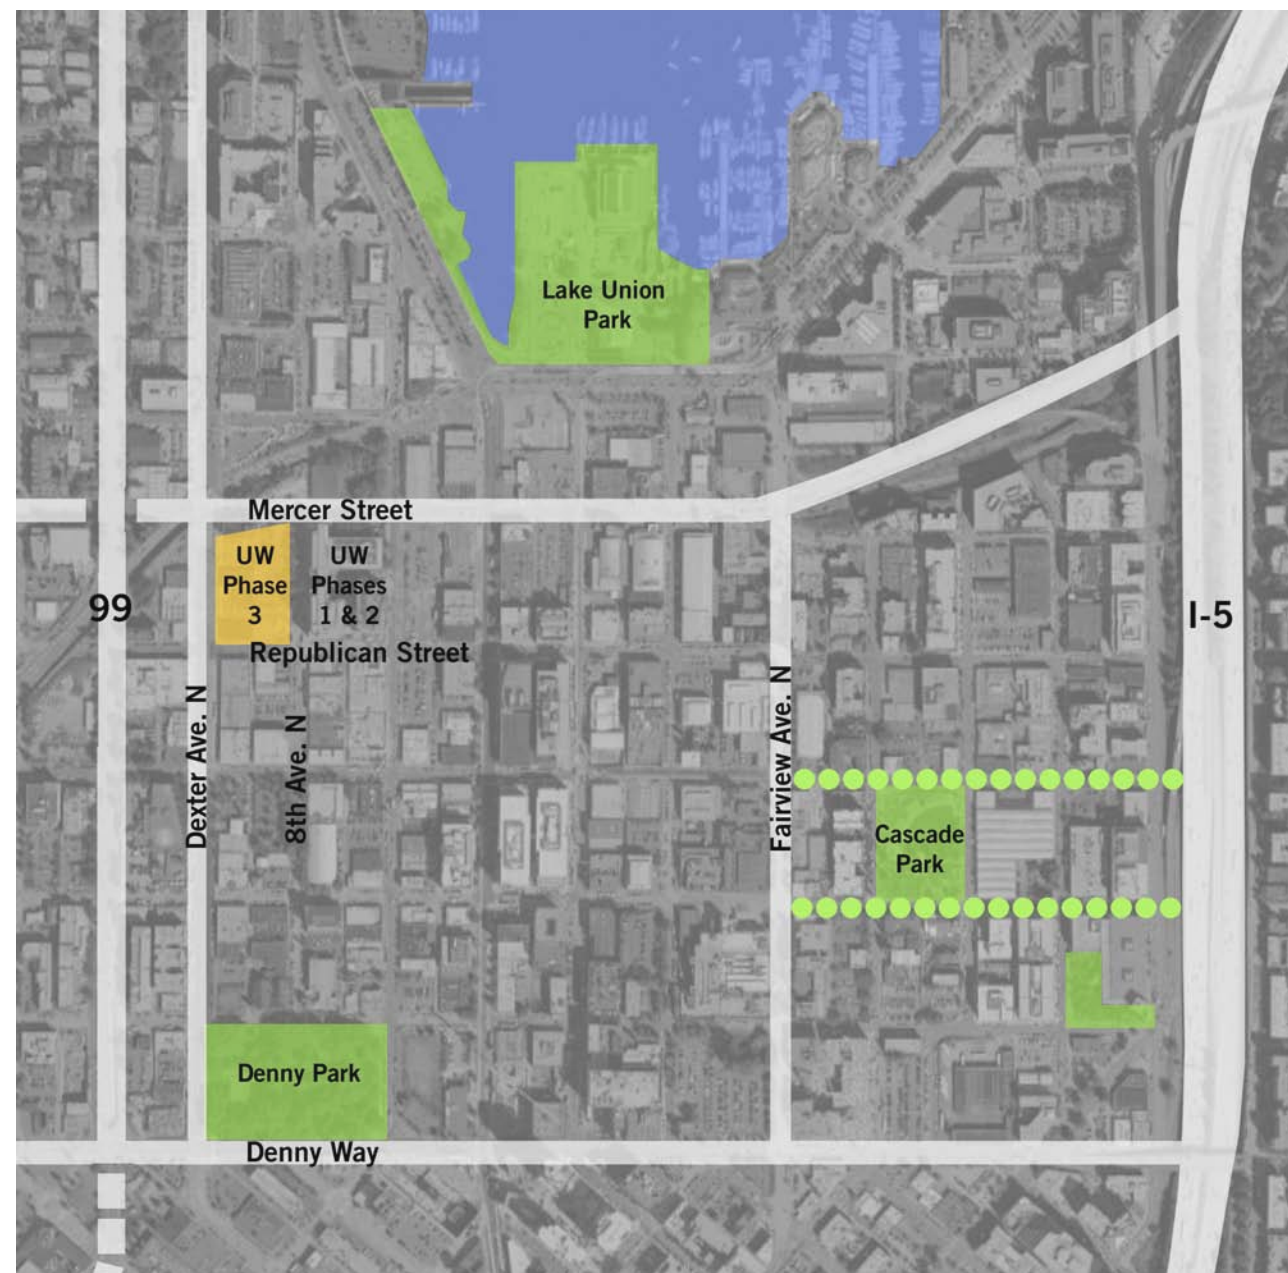 Lake Union
Park
Mercer Street
UW
Phase
3
UW
Phases
1 & 2
99
I-5
Republican Street
Dexter Ave. N
8th Ave. N
Fairview Ave. N
Cascade
Park
Denny Park
Denny Way